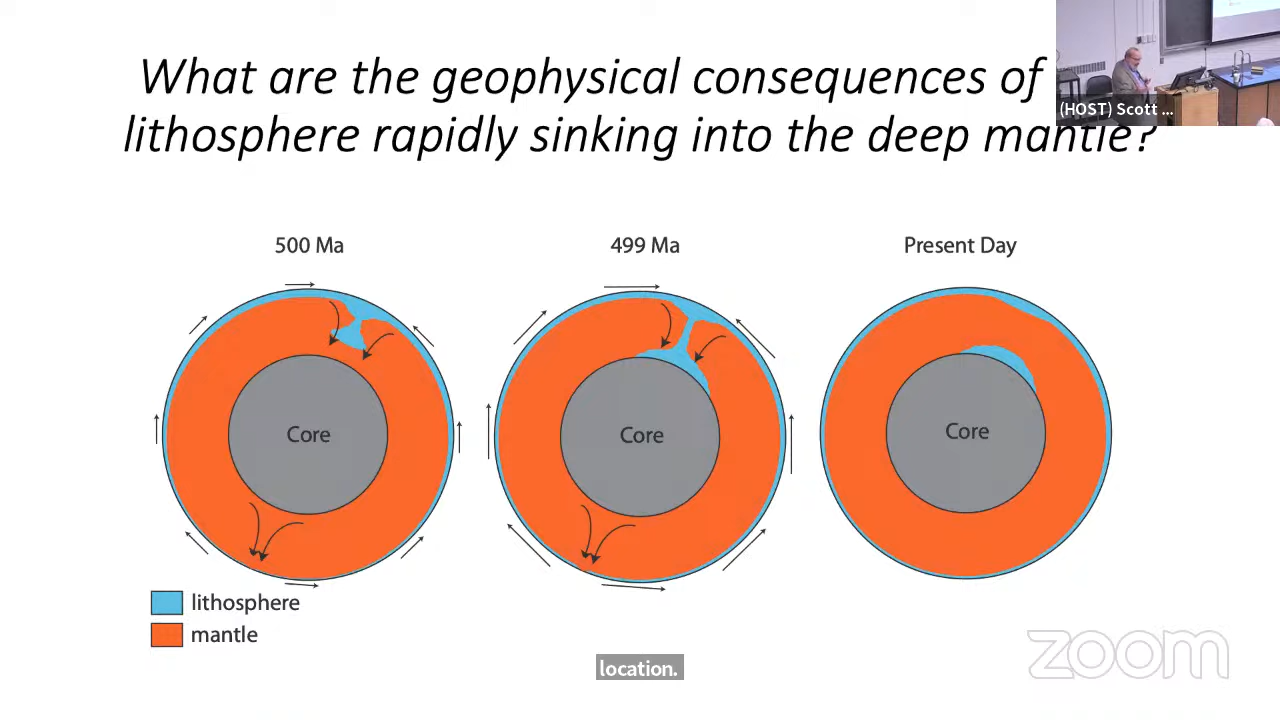 What are the geophysical consequences of
lithosphere rapidly sinking into the deep mantle?
(HOST) Scott ...
500 Ma
499 Ma
Present Day
Core
Core
Core
lithosphere
mantle
location.
zoom